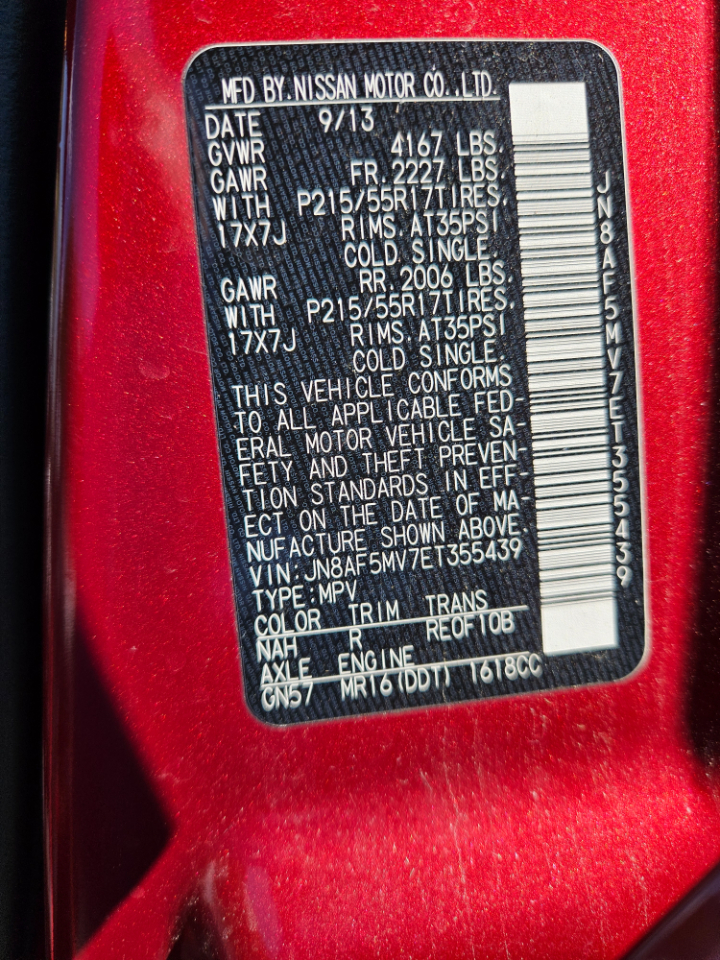 MFD BY.NISSAN MOTOR CO.,LTD.
DATE 9/13
GVWR 4167 LBS.
GAWR FR. 2227 LBS.
WITH P215/55R17TIRES.
17X7J RIMS. AT35PSI
COLD SINGLE.
GAWR RR. 2006 LBS.
WITH P215/55R17TIRES.
17X7J RIMS. AT35PSI
COLD SINGLE.
THIS VEHICLE CONFORMS
TO ALL APPLICABLE FED-
ERAL MOTOR VEHICLE SA-
FETY AND THEFT PREVEN-
TION STANDARDS IN EFF-
ECT ON THE DATE OF MA-
NUFACTURE SHOWN ABOVE.
VIN:JN8AF5MV7ET355439
TYPE:MPV
COLOR TRIM TRANS
NAH R RE0F10B
AXLE ENGINE
GN57 MR16(DDT) 1618CC
JN8AF5MV7ET355439